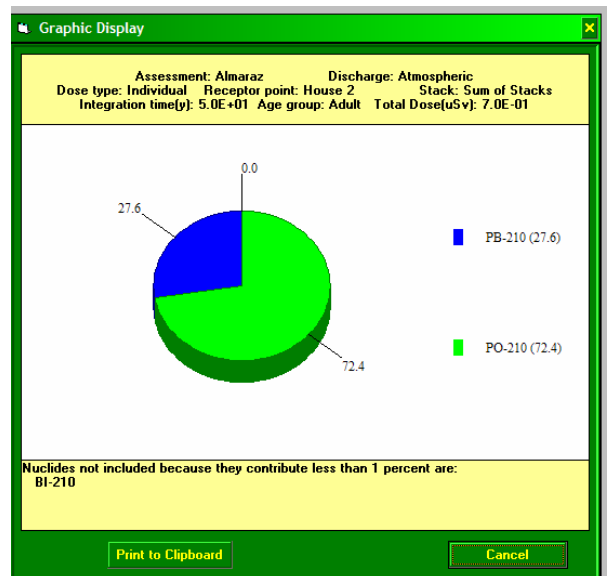 Graphic Display
Assessment: Almaraz Discharge: Atmospheric
Dose type: Individual Receptor point: House 2 Stack: Sum of Stacks
Integration time(y): 5.0E+01 Age group: Adult Total Dose(uSv): 7.0E-01
0.0
27.6
PB-210 (27.6)
PO-210 (72.4)
72.4
Nuclides not included because they contribute less than 1 percent are:
BI-210
Print to Clipboard Cancel